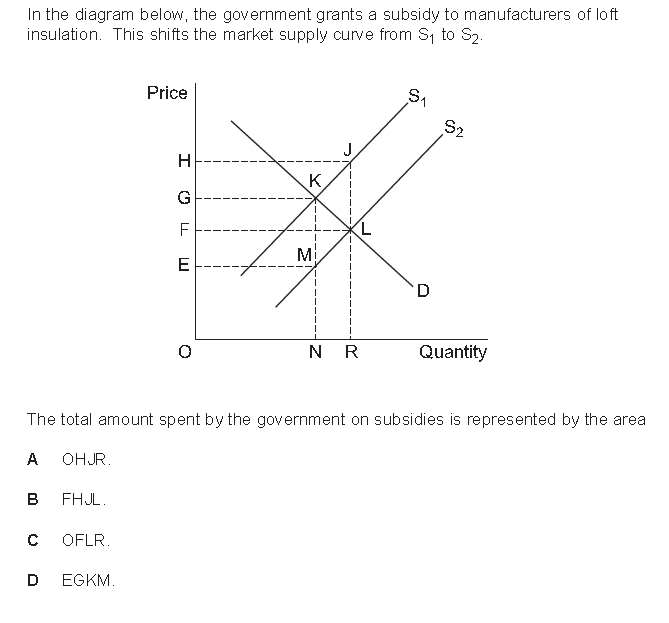 In the diagram below, the government grants a subsidy to manufacturers of loft
insulation. This shifts the market supply curve from S1 to S2.
Price
S1
S2
J
H
K
G
F
L
M
E
D
O
N
R
Quantity
The total amount spent by the government on subsidies is represented by the area
A OHJR.
B FHJL.
C OFLR.
D EGKM.